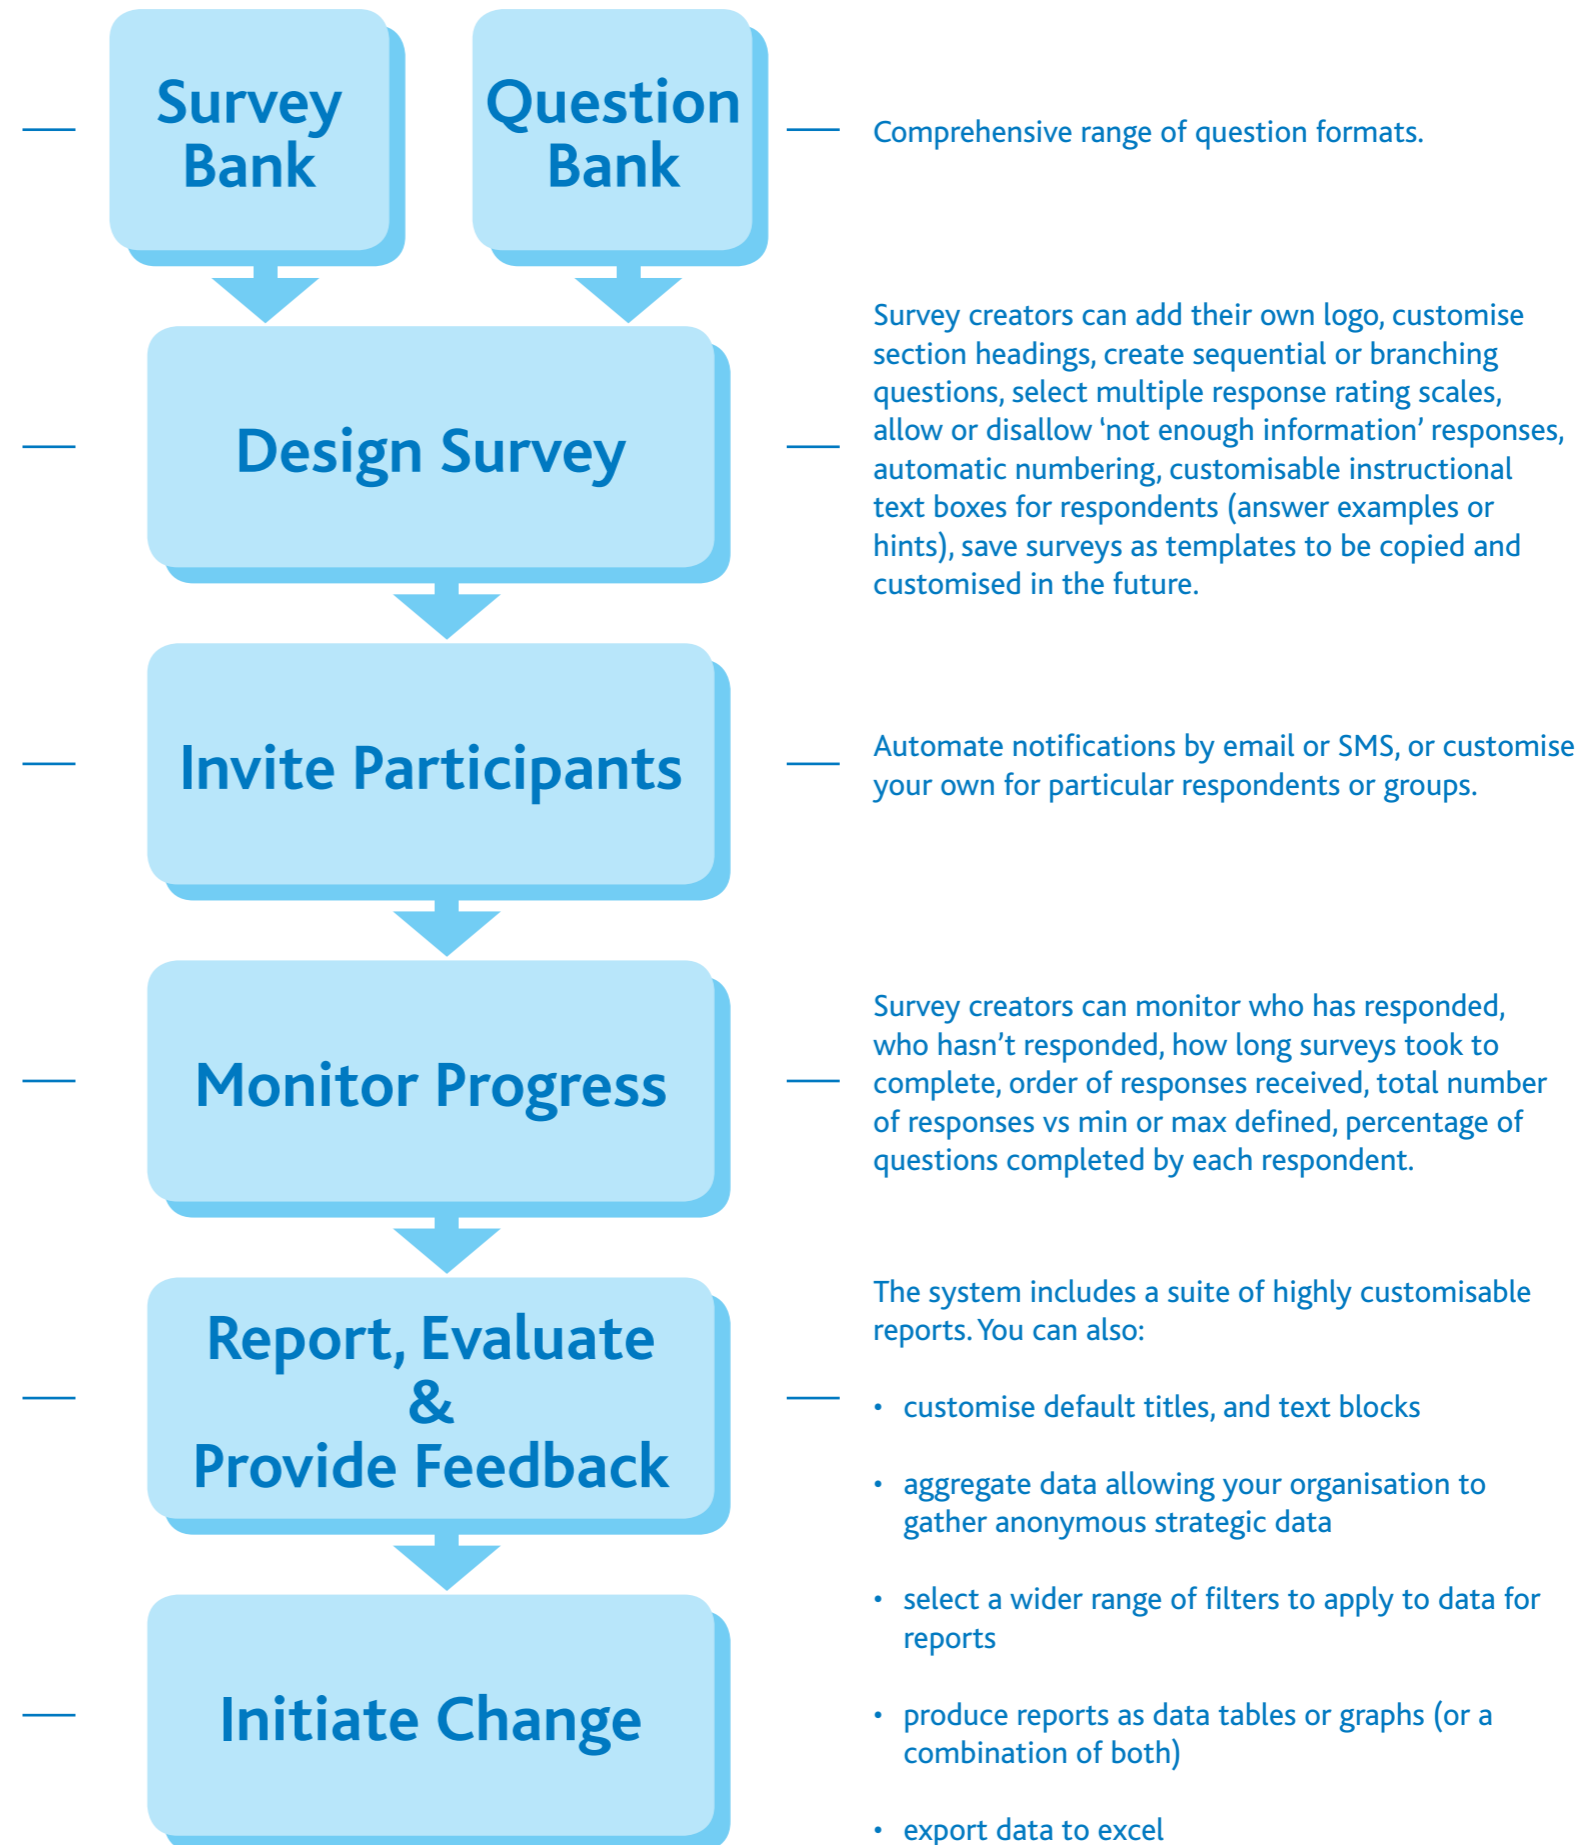 Survey
Bank
Question
Bank
Comprehensive range of question formats.
Design Survey
Survey creators can add their own logo, customise
section headings, create sequential or branching
questions, select multiple response rating scales,
allow or disallow ‘not enough information’ responses,
automatic numbering, customisable instructional
text boxes for respondents (answer examples or
hints), save surveys as templates to be copied and
customised in the future.
Invite Participants
Automate notifications by email or SMS, or customise
your own for particular respondents or groups.
Monitor Progress
Survey creators can monitor who has responded,
who hasn’t responded, how long surveys took to
complete, order of responses received, total number
of responses vs min or max defined, percentage of
questions completed by each respondent.
Report, Evaluate
&
Provide Feedback
The system includes a suite of highly customisable
reports. You can also:
• customise default titles, and text blocks
• aggregate data allowing your organisation to
gather anonymous strategic data
• select a wider range of filters to apply to data for
reports
• produce reports as data tables or graphs (or a
combination of both)
• export data to excel
Initiate Change